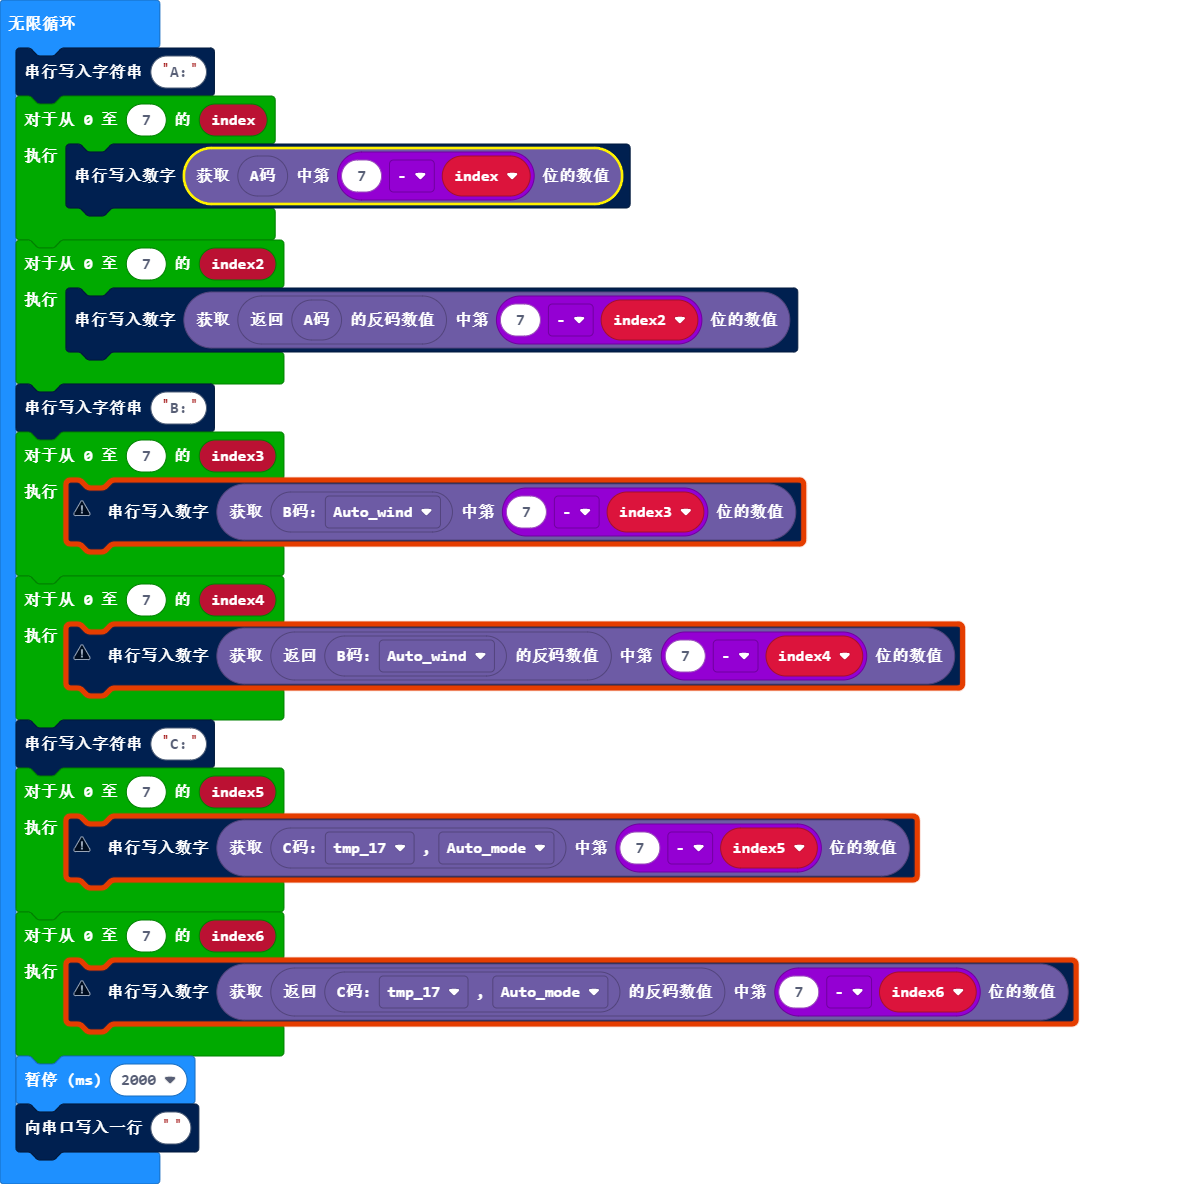 无限循环
串行写入字符串 "A:"
对于从 0 至 7 的 index
执行 串行写入数字 获取 A码 中第 7 - index 位的数值
对于从 0 至 7 的 index2
执行 串行写入数字 获取 返回 A码 的反码数值 中第 7 - index2 位的数值
串行写入字符串 "B:"
对于从 0 至 7 的 index3
执行 串行写入数字 获取 B码: Auto_wind 中第 7 - index3 位的数值
对于从 0 至 7 的 index4
执行 串行写入数字 获取 返回 B码: Auto_wind 的反码数值 中第 7 - index4 位的数值
串行写入字符串 "C:"
对于从 0 至 7 的 index5
执行 串行写入数字 获取 C码: tmp_17 , Auto_mode 中第 7 - index5 位的数值
对于从 0 至 7 的 index6
执行 串行写入数字 获取 返回 C码: tmp_17 , Auto_mode 的反码数值 中第 7 - index6 位的数值
暂停 (ms) 2000
向串口写入一行 " "